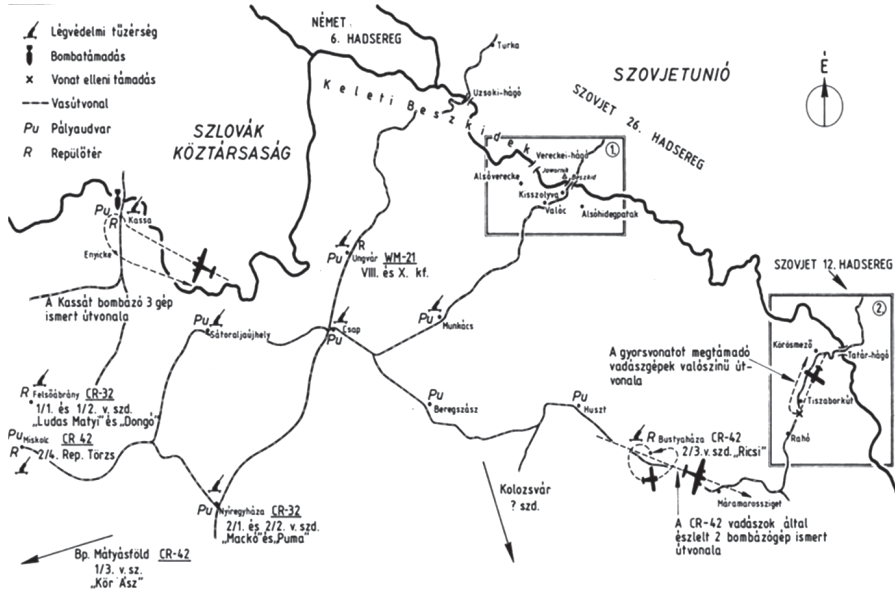 Légvédelmi tűzérség
Bombatámadás
Vonat elleni támadás
Vasútvonal
Pu Pályaudvar
R Repülőtér
NÉMET
6. HADSEREG
SZLOVÁK
KÖZTÁRSASÁG
Keleti Beszkidek
Turka
Uzsoki-hágó
SZOVJETUNIÓ
SZOVJET 26. HADSEREG
É
1.
Vereckei-hágó
Jawornik
Beszkid
Alsóverecke
Kisszolyva
Valóc
Alsóhidegpatak
Pu
R
Kassa
Enyicke
A Kassát bombázó 3 gép
ismert útvonala
R
Pu Ungvár WM-21
VIII. és X. kf.
Pu
Sátoraljaújhely
Csap
Pu
Pu
Munkács
SZOVJET 12. HADSEREG
2.
Körösmező
Tatár-hágó
Tiszaborkút
Rahó
A gyorsvonatot megtámadó
vadászgépek valószínű út-
vonala
R Felsőábrány CR-32
1/1. és 1/2. v. szd.
„Ludas Matyi" és „Dongó"
Pu Miskolc CR 42
R 2/4. Rep. Törzs
Pu
Beregszász
Pu
Huszt
R Bustyaháza CR-42
2/3. v. szd. „Ricsi"
Máramarossziget
Pu Nyíregyháza CR-32
2/1. és 2/2. v. szd.
„Mackó" és „Puma"
Kolozsvár
? szd.
A CR-42 vadászok által
észlelt 2 bombázógép ismert
útvonala
Bp. Mátyásföld CR-42
1/3. v. sz.
„Kör Ász"